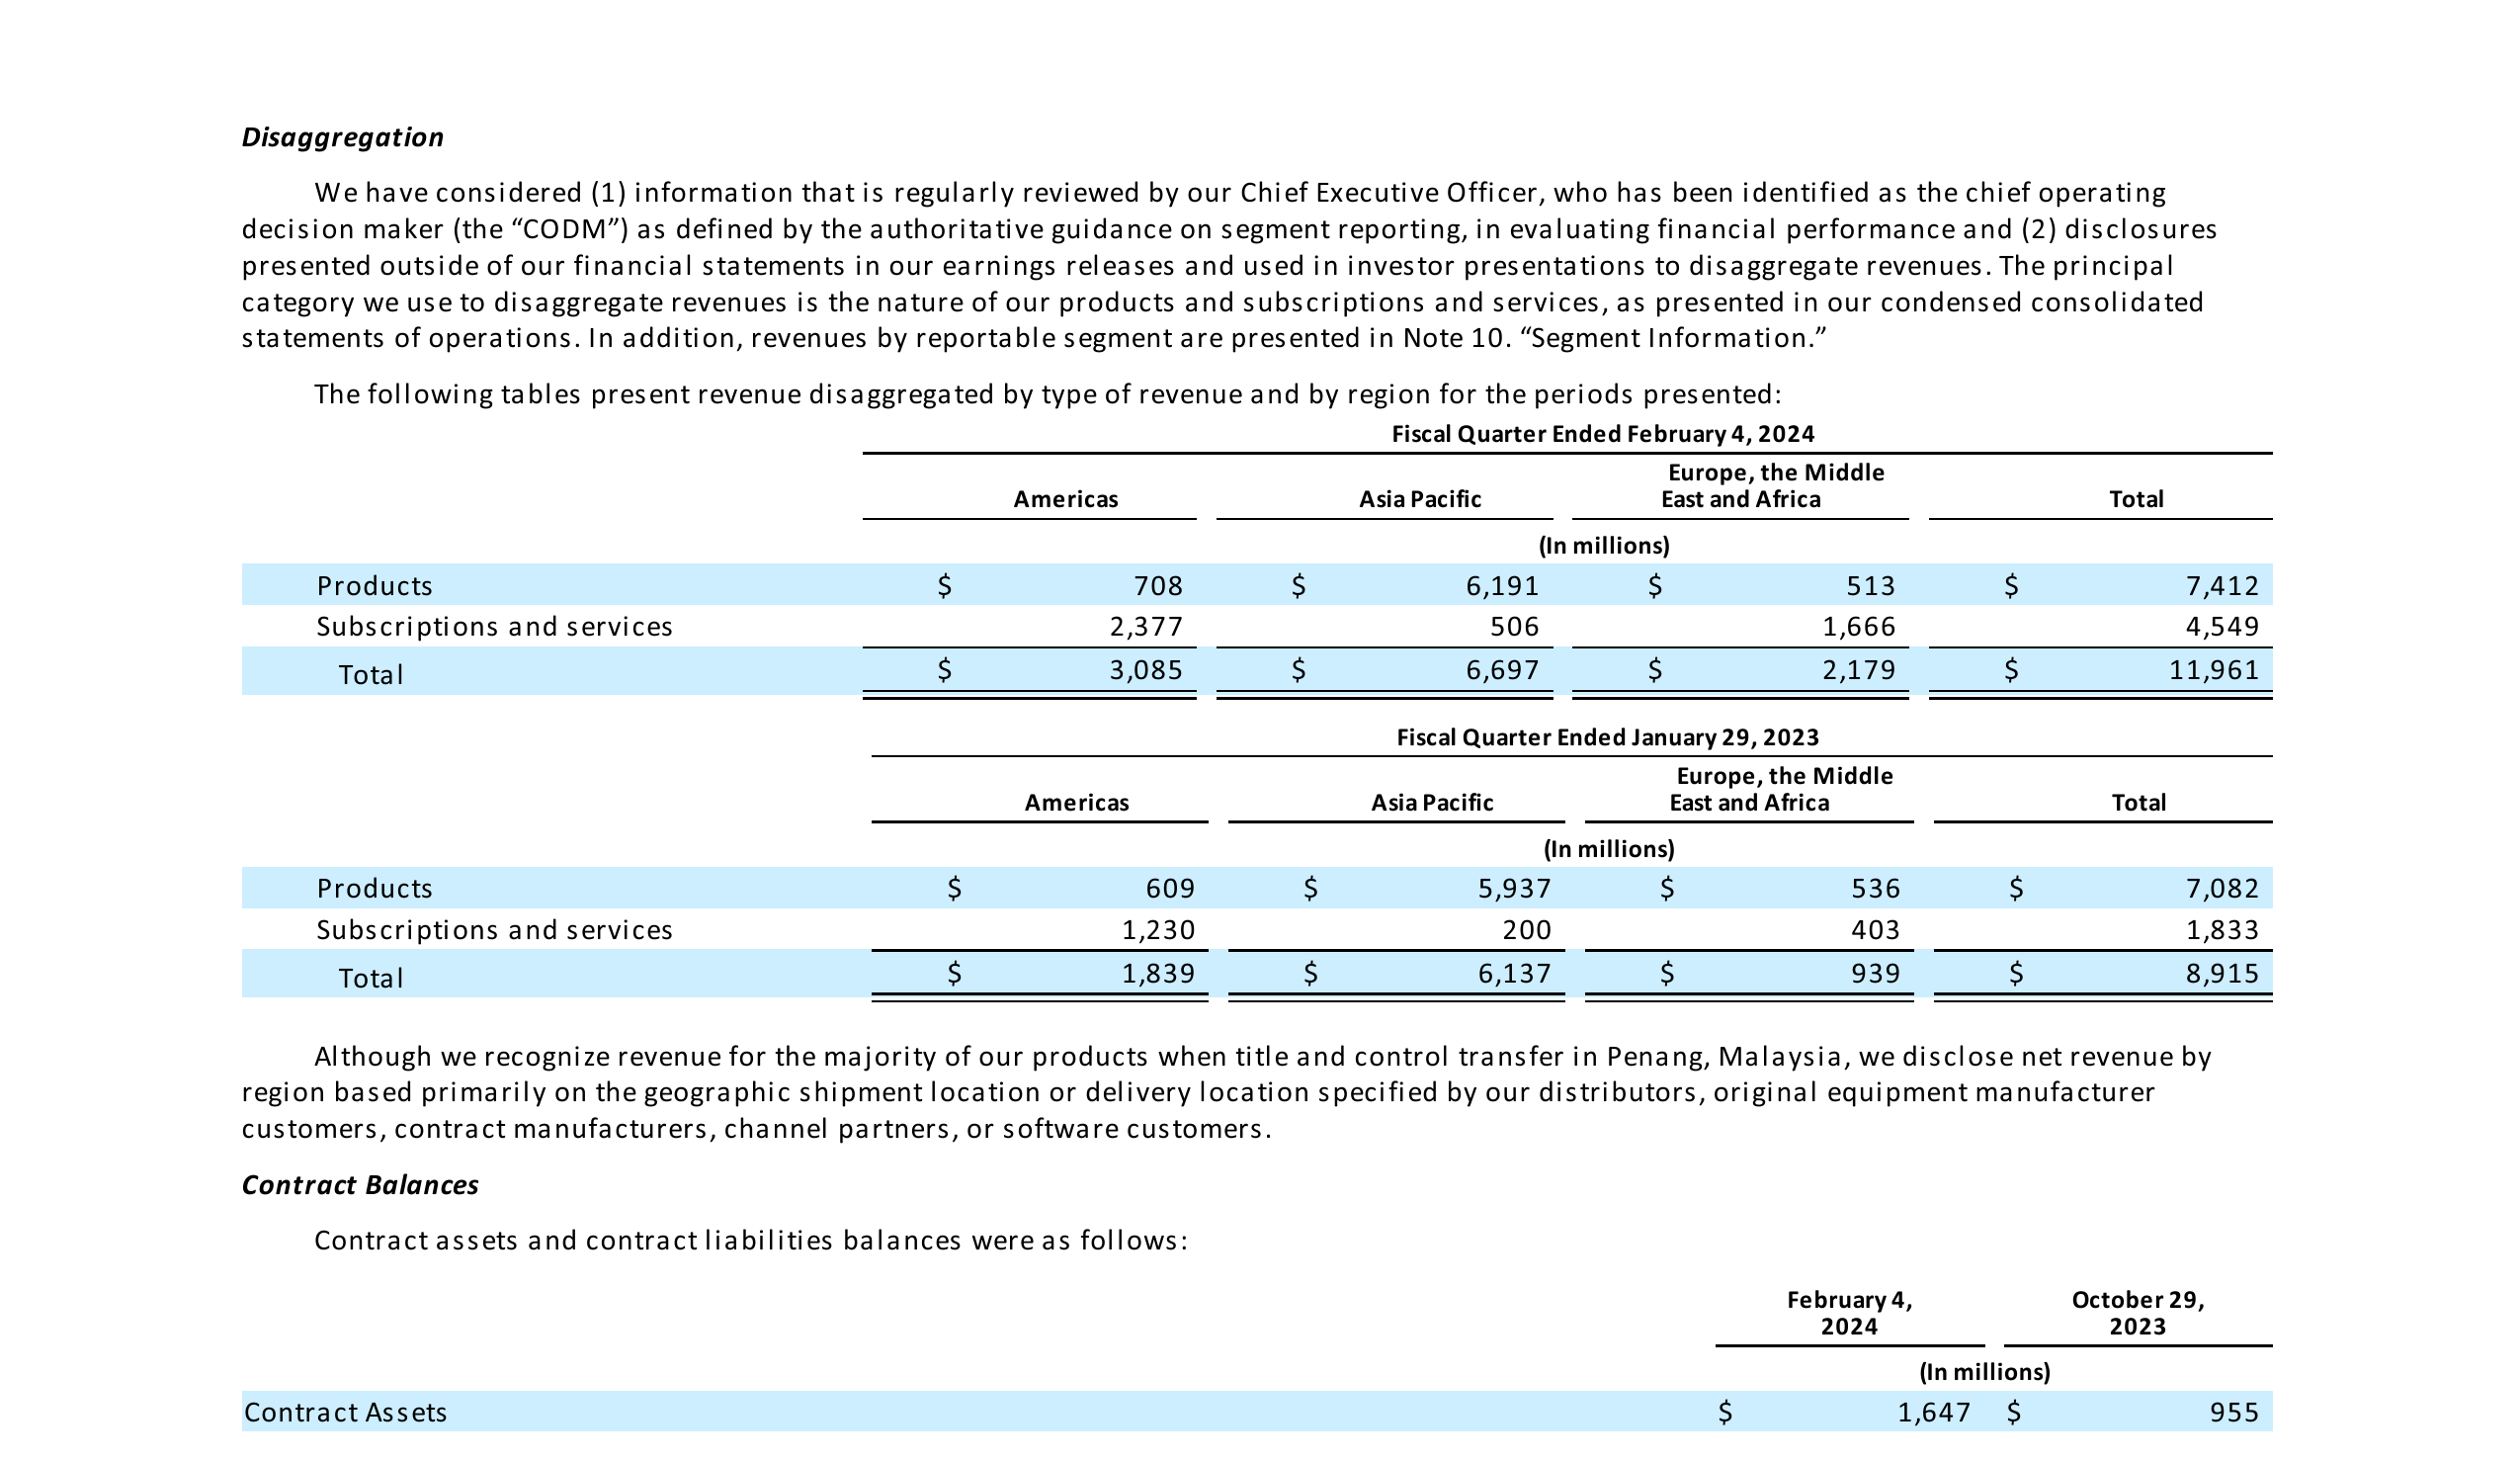 Disaggregation
We have considered (1) information that is regularly reviewed by our Chief Executive Officer, who has been identified as the chief operating
decision maker (the “CODM”) as defined by the authoritative guidance on segment reporting, in evaluating financial performance and (2) disclosures
presented outside of our financial statements in our earnings releases and used in investor presentations to disaggregate revenues. The principal
category we use to disaggregate revenues is the nature of our products and subscriptions and services, as presented in our condensed consolidated
statements of operations. In addition, revenues by reportable segment are presented in Note 10. “Segment Information.”
The following tables present revenue disaggregated by type of revenue and by region for the periods presented:
Fiscal Quarter Ended February 4, 2024
Europe, the Middle
Americas Asia Pacific East and Africa Total
(In millions)
Products $ 708 $ 6,191 $ 513 $ 7,412
Subscriptions and services 2,377 506 1,666 4,549
Total $ 3,085 $ 6,697 $ 2,179 $ 11,961
Fiscal Quarter Ended January 29, 2023
Europe, the Middle
Americas Asia Pacific East and Africa Total
(In millions)
Products $ 609 $ 5,937 $ 536 $ 7,082
Subscriptions and services 1,230 200 403 1,833
Total $ 1,839 $ 6,137 $ 939 $ 8,915
Although we recognize revenue for the majority of our products when title and control transfer in Penang, Malaysia, we disclose net revenue by
region based primarily on the geographic shipment location or delivery location specified by our distributors, original equipment manufacturer
customers, contract manufacturers, channel partners, or software customers.
Contract Balances
Contract assets and contract liabilities balances were as follows:
February 4, October 29,
2024 2023
(In millions)
Contract Assets $ 1,647 $ 955